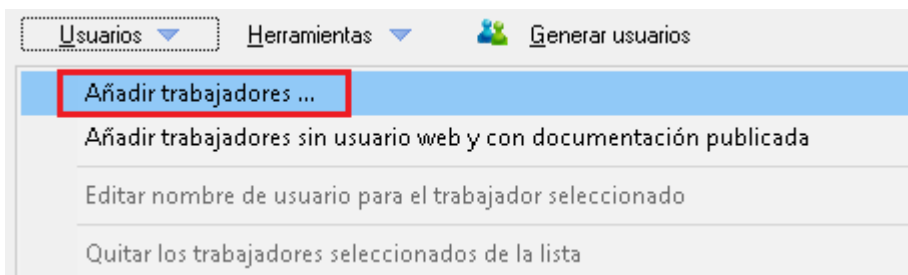 Usuarios Herramientas Generar usuarios
Añadir trabajadores ...
Añadir trabajadores sin usuario web y con documentación publicada
Editar nombre de usuario para el trabajador seleccionado
Quitar los trabajadores seleccionados de la lista